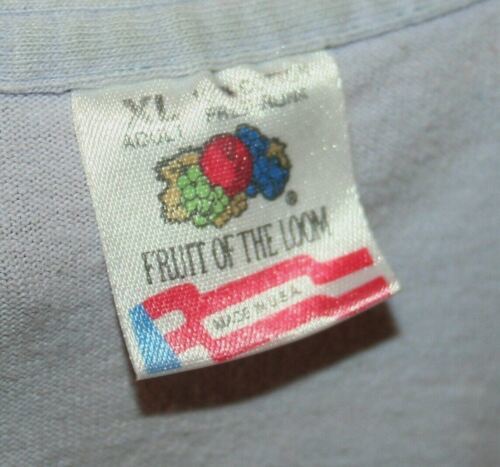 XL
ADULT
FRUIT OF THE LOOM
®
MADE IN U.S.A.